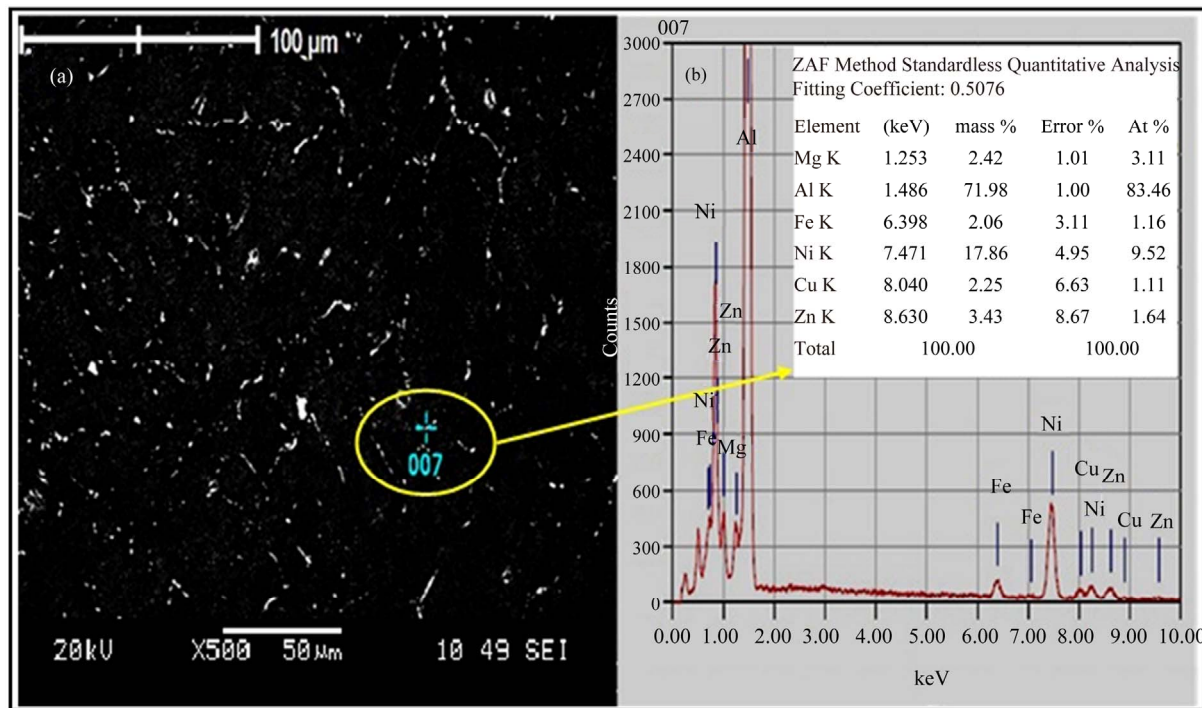 100 µm
(a)
007
20kV X500 50µm 10 49 SEI
007
(b)
Counts
3000
2700
2400
2100
1800
1500
1200
900
600
300
0
ZAF Method Standardless Quantitative Analysis
Fitting Coefficient: 0.5076
Element (keV) mass % Error % At %
Mg K 1.253 2.42 1.01 3.11
Al K 1.486 71.98 1.00 83.46
Fe K 6.398 2.06 3.11 1.16
Ni K 7.471 17.86 4.95 9.52
Cu K 8.040 2.25 6.63 1.11
Zn K 8.630 3.43 8.67 1.64
Total 100.00 100.00
Al
Ni
Zn
Zn
Ni
Fe Mg
Ni
Cu Zn
Fe
Fe Ni Cu Zn
0.00 1.00 2.00 3.00 4.00 5.00 6.00 7.00 8.00 9.00 10.00
keV